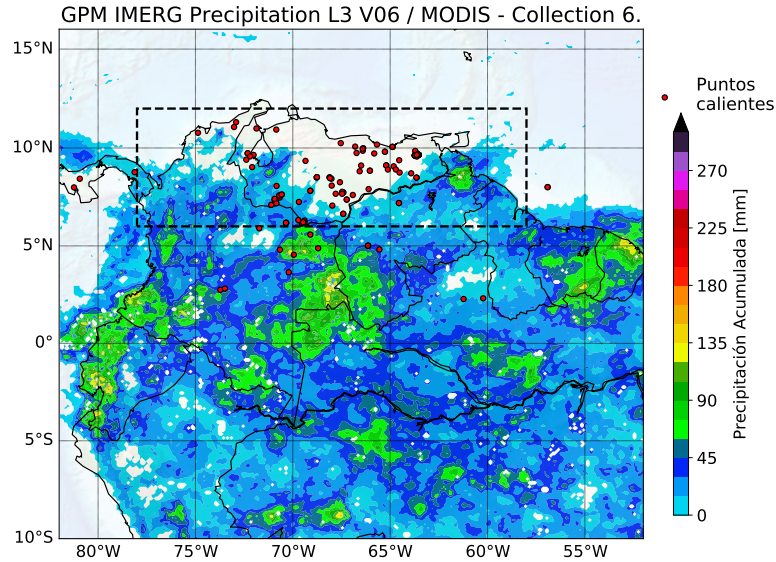 GPM IMERG Precipitation L3 V06 / MODIS - Collection 6.
15°N
10°N
5°N
0°
5°S
10°S
80°W
75°W
70°W
65°W
60°W
55°W
Puntos
calientes
270
225
180
135
90
45
0
Precipitación Acumulada [mm]